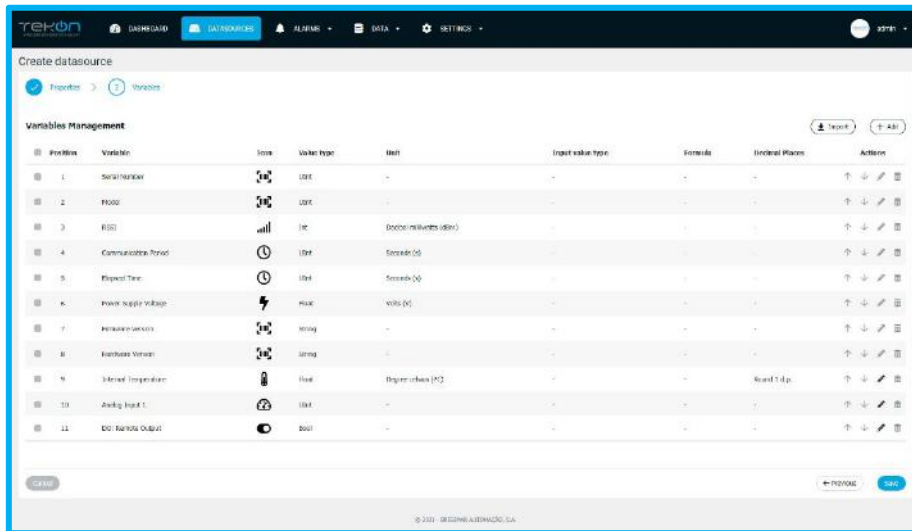 TEKON
DASHBOARD DATASOURCES ALARMS DATA SETTINGS admin
Create datasource
Properties > 2 Variables
Variables Management Import + Add
Position Variable Icon Value type Unit Input value type Formula Decimal Places Actions
1 Serial Number UInt - - - -
2 Model UInt - - - -
3 RSSI Int Decibel milliwatts (dBm) - - -
4 Communication Period UInt Seconds (s) - - -
5 Elapsed Time UInt Seconds (s) - - -
6 Power Supply Voltage Float Volts (V) - - -
7 Firmware Version String - - - -
8 Hardware Version String - - - -
9 Internal Temperature Float Degree celsius (ºC) - - Round 1 d.p.
10 Analog Input 1 UInt - - - -
11 DO: Remote Output Bool - - - -
Cancel Previous Save
© 2021 - BRESIMAR AUTOMAÇÃO, S.A.